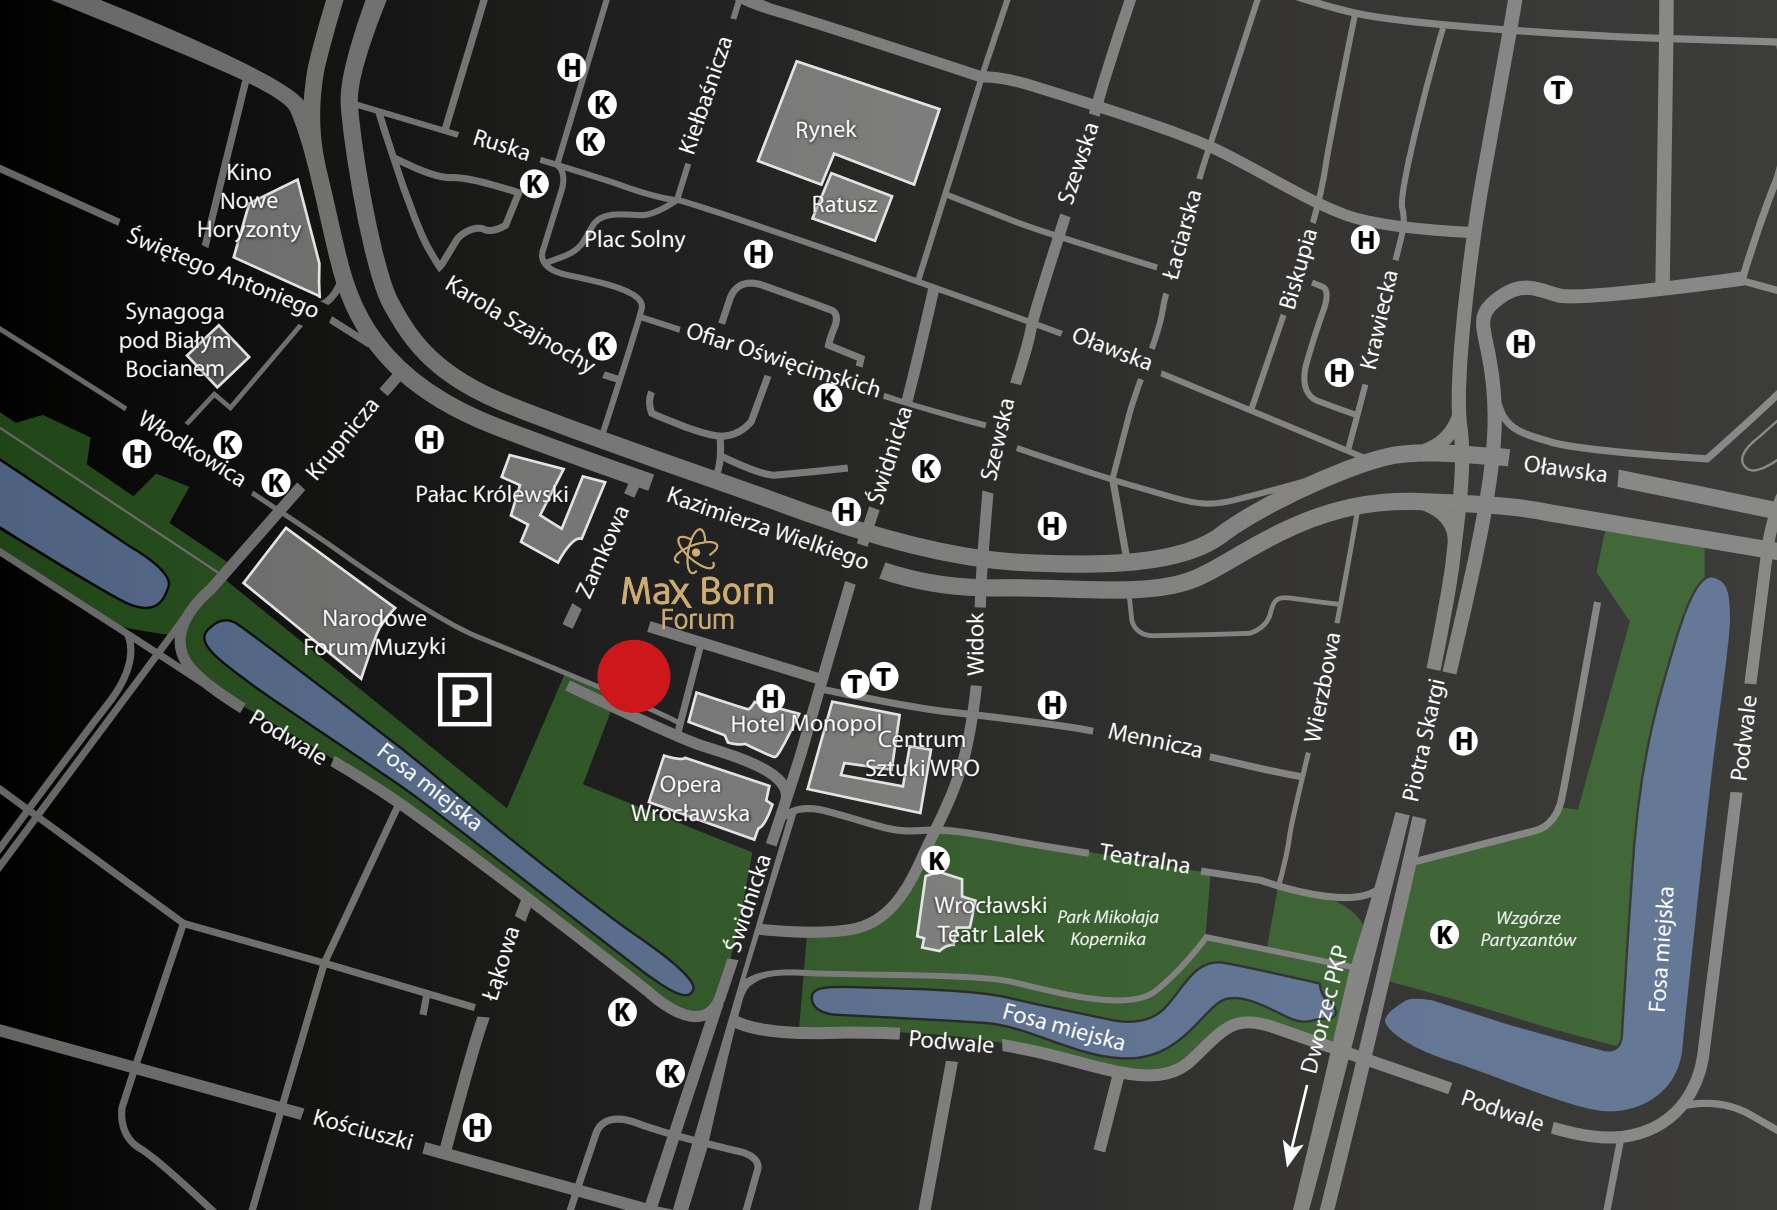 H
K
K
K
Ruska
Kiełbaśnicza
Rynek
Ratusz
Plac Solny
H
Szewska
Łaciarska
Biskupia
H
Krawiecka
H
T
H
Kino
Nowe
Horyzonty
Świętego Antoniego
Synagoga
pod Białym
Bocianem
Karola Szajnochy
K
Ofiar Oświęcimskich
K
Oławska
Włodkowica
H
K
K
Krupnicza
H
Pałac Królewski
Zamkowa
Kazimierza Wielkiego
H
Świdnicka
K
Szewska
H
Oławska
Max Born
Forum
Narodowe
Forum Muzyki
P
Podwale
Fosa miejska
H
Hotel Monopol
T
T
Centrum
Sztuki WRO
Opera
Wrocławska
Widok
H
Mennicza
Wierzbowa
Piotra Skargi
H
Podwale
Teatralna
K
Wrocławski
Teatr Lalek
Park Mikołaja
Kopernika
K
Wzgórze
Partyzantów
Fosa miejska
Świdnicka
Łąkowa
K
K
H
Kościuszki
Fosa miejska
Podwale
Dworzec PKP
Podwale